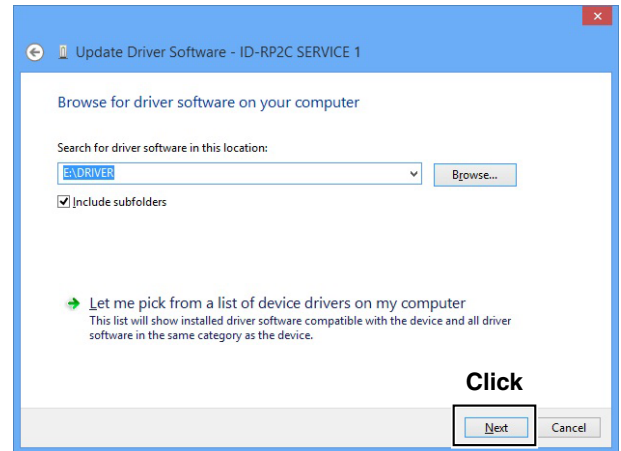 Update Driver Software - ID-RP2C SERVICE 1
Browse for driver software on your computer
Search for driver software in this location:
E:\DRIVER
Browse...
Include subfolders
Let me pick from a list of device drivers on my computer
This list will show installed driver software compatible with the device and all driver
software in the same category as the device.
Click
Next Cancel